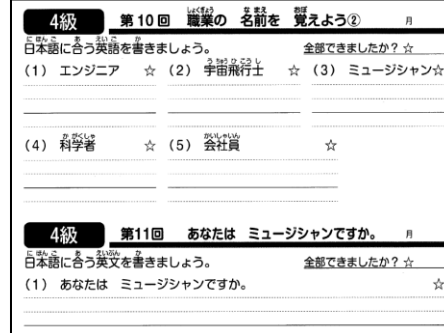 4級 第10回 職業の 名前を 覚えよう② 月
日本語に合う英語を書きましょう。 全部できましたか？☆
(1) エンジニア ☆ (2) 宇宙飛行士 ☆ (3) ミュージシャン☆
(4) 科学者 ☆ (5) 会社員 ☆
4級 第11回 あなたは ミュージシャンですか。 月
日本語に合う英文を書きましょう。 全部できましたか？☆
(1) あなたは ミュージシャンですか。 ☆